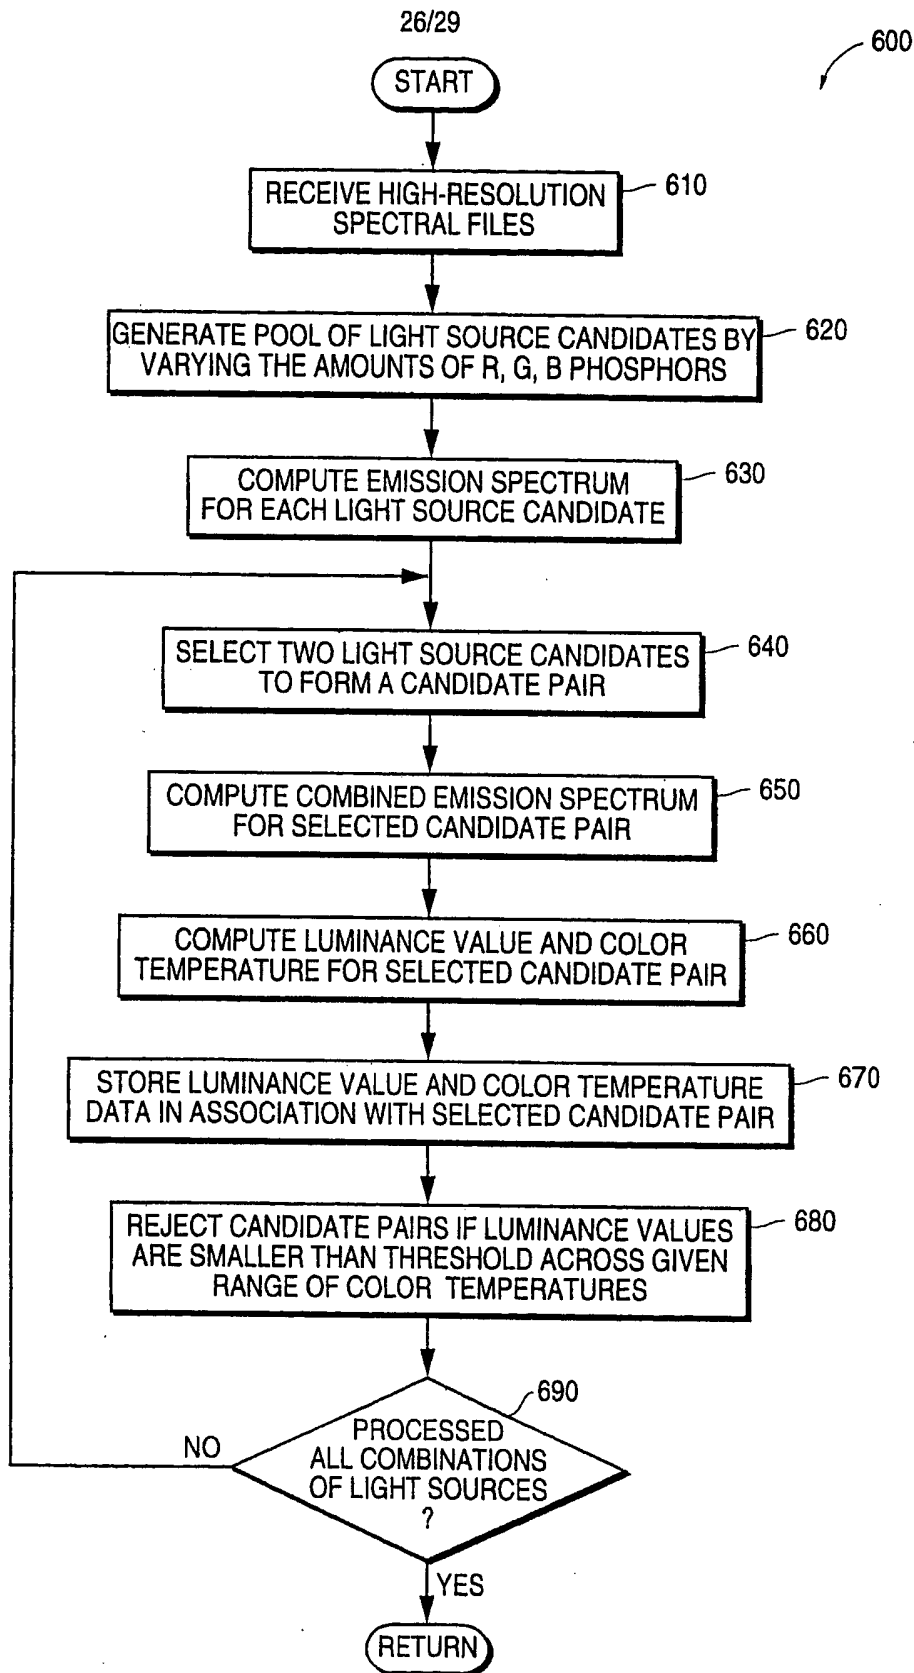 26/29
600
START
RECEIVE HIGH-RESOLUTION
SPECTRAL FILES
610
GENERATE POOL OF LIGHT SOURCE CANDIDATES BY
VARYING THE AMOUNTS OF R, G, B PHOSPHORS
620
COMPUTE EMISSION SPECTRUM
FOR EACH LIGHT SOURCE CANDIDATE
630
SELECT TWO LIGHT SOURCE CANDIDATES
TO FORM A CANDIDATE PAIR
640
COMPUTE COMBINED EMISSION SPECTRUM
FOR SELECTED CANDIDATE PAIR
650
COMPUTE LUMINANCE VALUE AND COLOR
TEMPERATURE FOR SELECTED CANDIDATE PAIR
660
STORE LUMINANCE VALUE AND COLOR TEMPERATURE
DATA IN ASSOCIATION WITH SELECTED CANDIDATE PAIR
670
REJECT CANDIDATE PAIRS IF LUMINANCE VALUES
ARE SMALLER THAN THRESHOLD ACROSS GIVEN
RANGE OF COLOR TEMPERATURES
680
690
NO
PROCESSED
ALL COMBINATIONS
OF LIGHT SOURCES
?
YES
RETURN